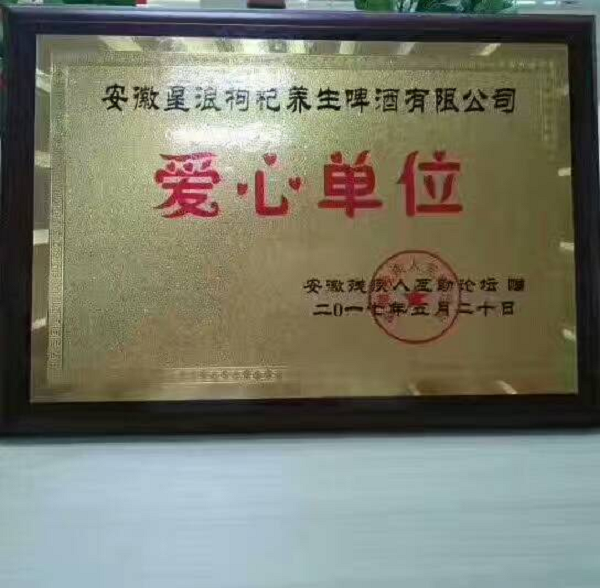 安徽星浪枸杞养生啤酒有限公司
爱心单位
安徽残疾人互助论坛 赠
二0一七年五月二十日